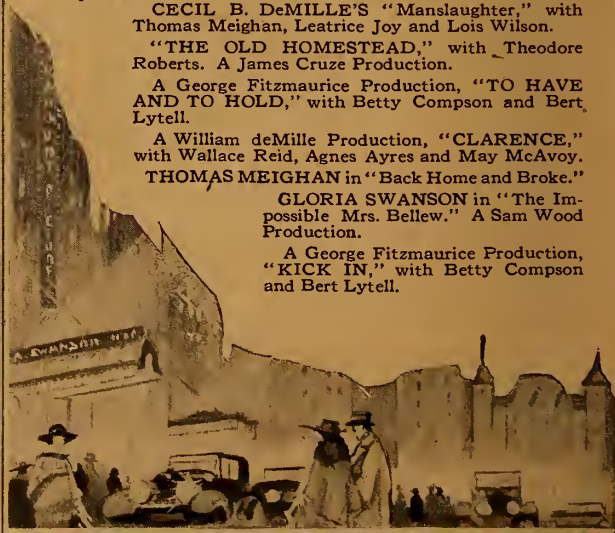 CECIL B. DeMILLE'S "Manslaughter," with
Thomas Meighan, Leatrice Joy and Lois Wilson.
"THE OLD HOMESTEAD," with Theodore
Roberts. A James Cruze Production.
A George Fitzmaurice Production, "TO HAVE
AND TO HOLD," with Betty Compson and Bert
Lytell.
A William deMille Production, "CLARENCE,"
with Wallace Reid, Agnes Ayres and May McAvoy.
THOMAS MEIGHAN in "Back Home and Broke."
GLORIA SWANSON in "The Im-
possible Mrs. Bellew." A Sam Wood
Production.
A George Fitzmaurice Production,
"KICK IN," with Betty Compson
and Bert Lytell.
SWANSON